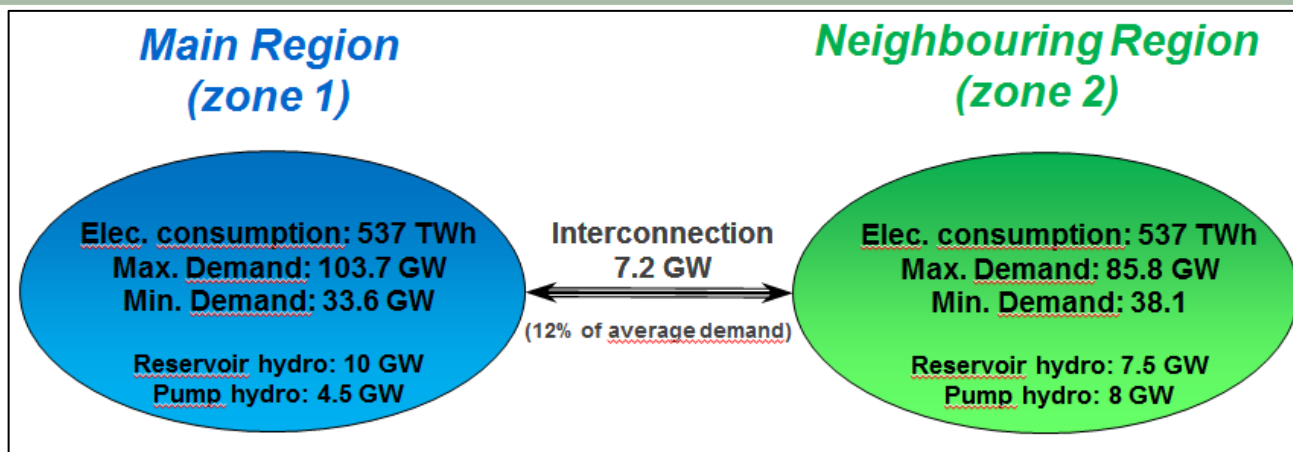 Main Region
(zone 1)
Neighbouring Region
(zone 2)
Elec. consumption: 537 TWh
Max. Demand: 103.7 GW
Min. Demand: 33.6 GW
Reservoir hydro: 10 GW
Pump hydro: 4.5 GW
Interconnection
7.2 GW
(12% of average demand)
Elec. consumption: 537 TWh
Max. Demand: 85.8 GW
Min. Demand: 38.1
Reservoir hydro: 7.5 GW
Pump hydro: 8 GW